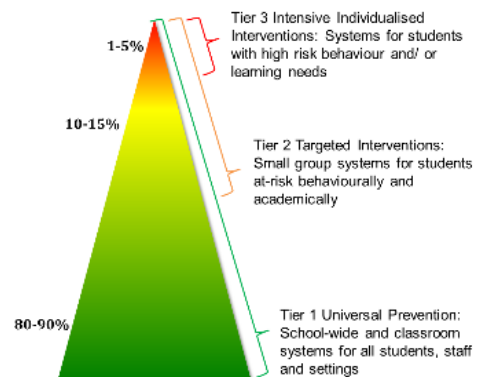 Tier 3 Intensive Individualised
Interventions: Systems for students
with high risk behaviour and/ or
learning needs
1-5%
10-15%
Tier 2 Targeted Interventions:
Small group systems for students
at-risk behaviourally and
academically
80-90%
Tier 1 Universal Prevention:
School-wide and classroom
systems for all students, staff
and settings